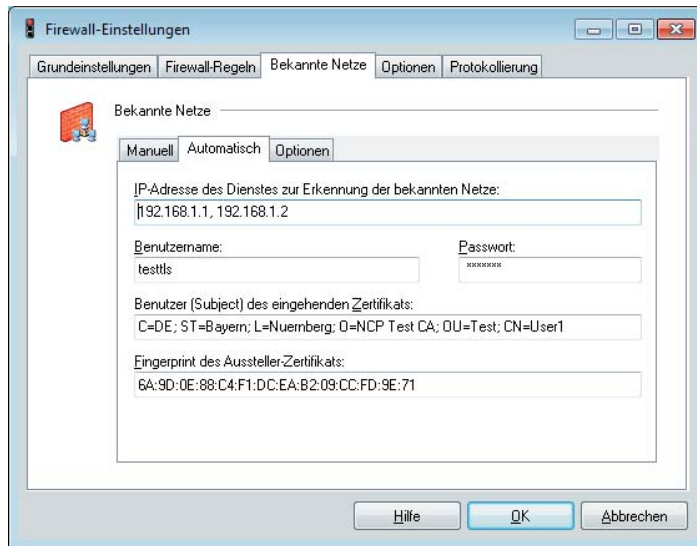 Firewall-Einstellungen
Grundeinstellungen Firewall-Regeln Bekannte Netze Optionen Protokollierung
Bekannte Netze
Manuell Automatisch Optionen
IP-Adresse des Dienstes zur Erkennung der bekannten Netze:
192.168.1.1, 192.168.1.2
Benutzername: Passwort:
testtls *******
Benutzer (Subject) des eingehenden Zertifikats:
C=DE; ST=Bayern; L=Nuernberg; O=NCP Test CA; OU=Test; CN=User1
Fingerprint des Aussteller-Zertifikats:
6A:9D:0E:88:C4:F1:DC:EA:B2:09:CC:FD:9E:71
Hilfe OK Abbrechen